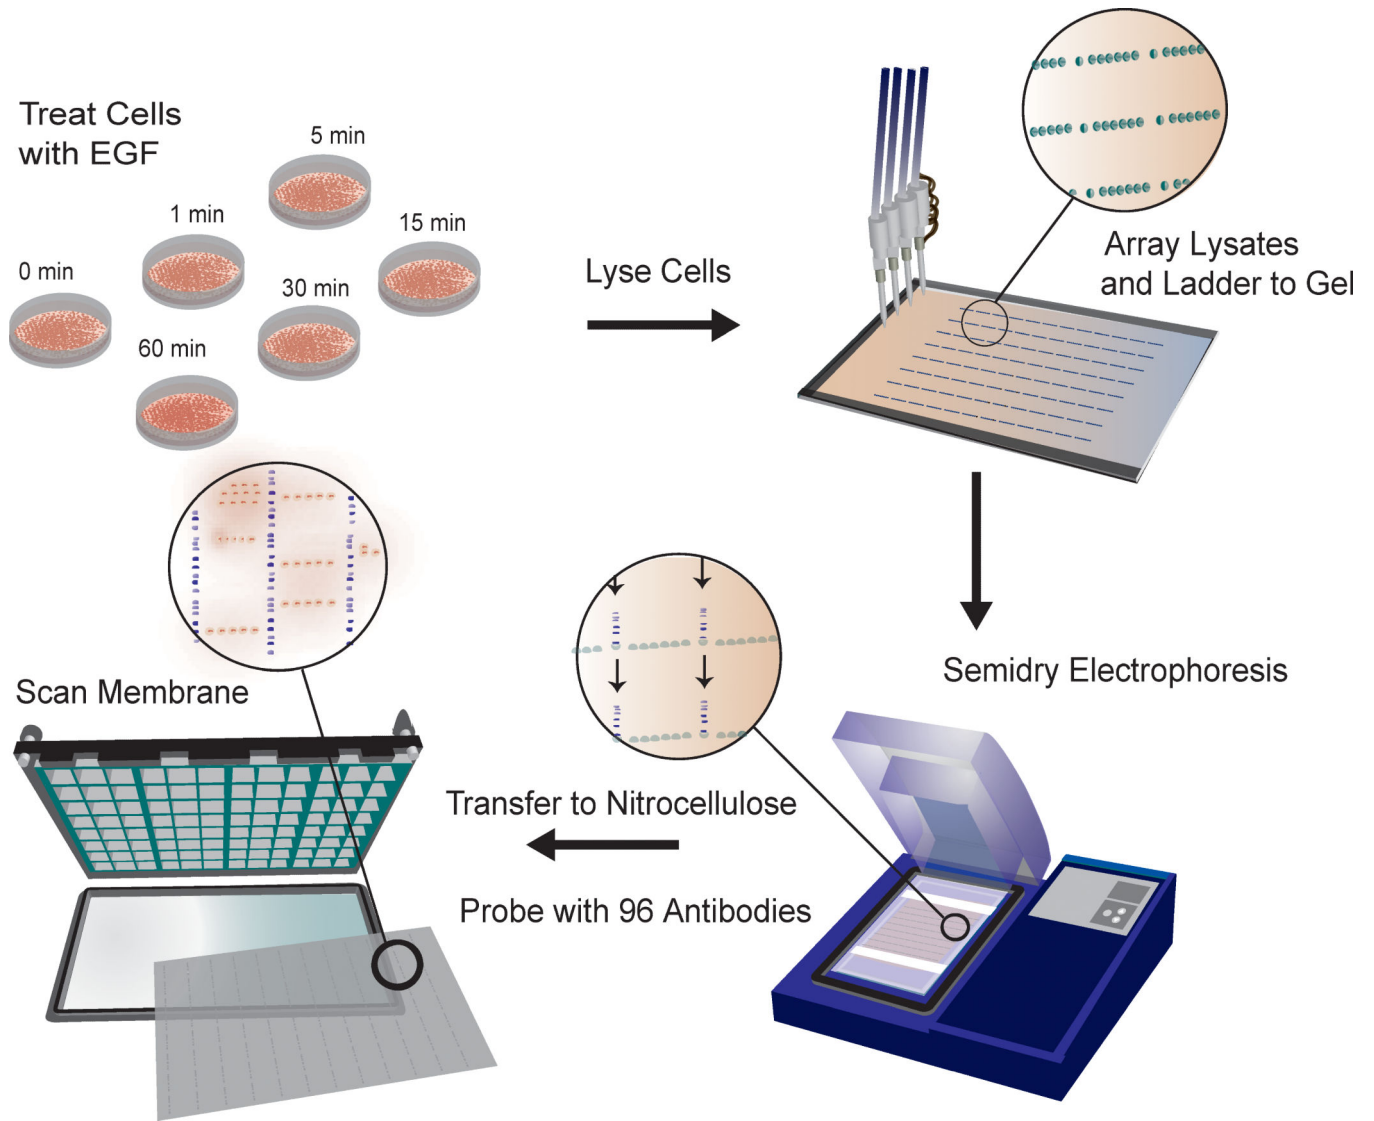 Treat Cells
with EGF
5 min
1 min
15 min
0 min
30 min
60 min
Lyse Cells
Array Lysates
and Ladder to Gel
Semidry Electrophoresis
Transfer to Nitrocellulose
Probe with 96 Antibodies
Scan Membrane